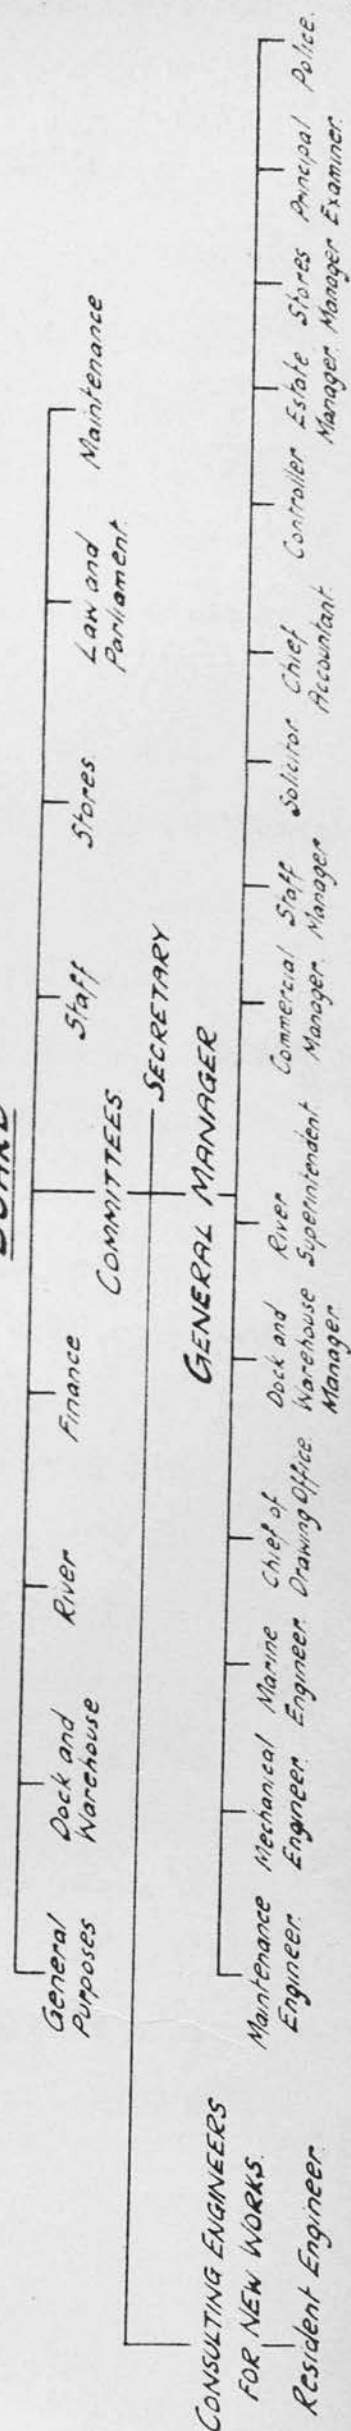 BOARD
General
Purposes
Dock and
Warehouse
River
Finance
Staff
Stores
Law and
Parliament.
Maintenance
COMMITTEES
SECRETARY
GENERAL MANAGER
CONSULTING ENGINEERS
FOR NEW WORKS.
Resident Engineer
Maintenance
Engineer.
Mechanical
Engineer.
Marine
Engineer.
Chief of
Drawing Office.
Dock and
Warehouse
Manager.
River
Superintendent
Commercial
Manager.
Staff
Manager
Solicitor
Chief
Accountant.
Controller
Estate
Manager.
Stores
Manager
Principal
Examiner.
Police.